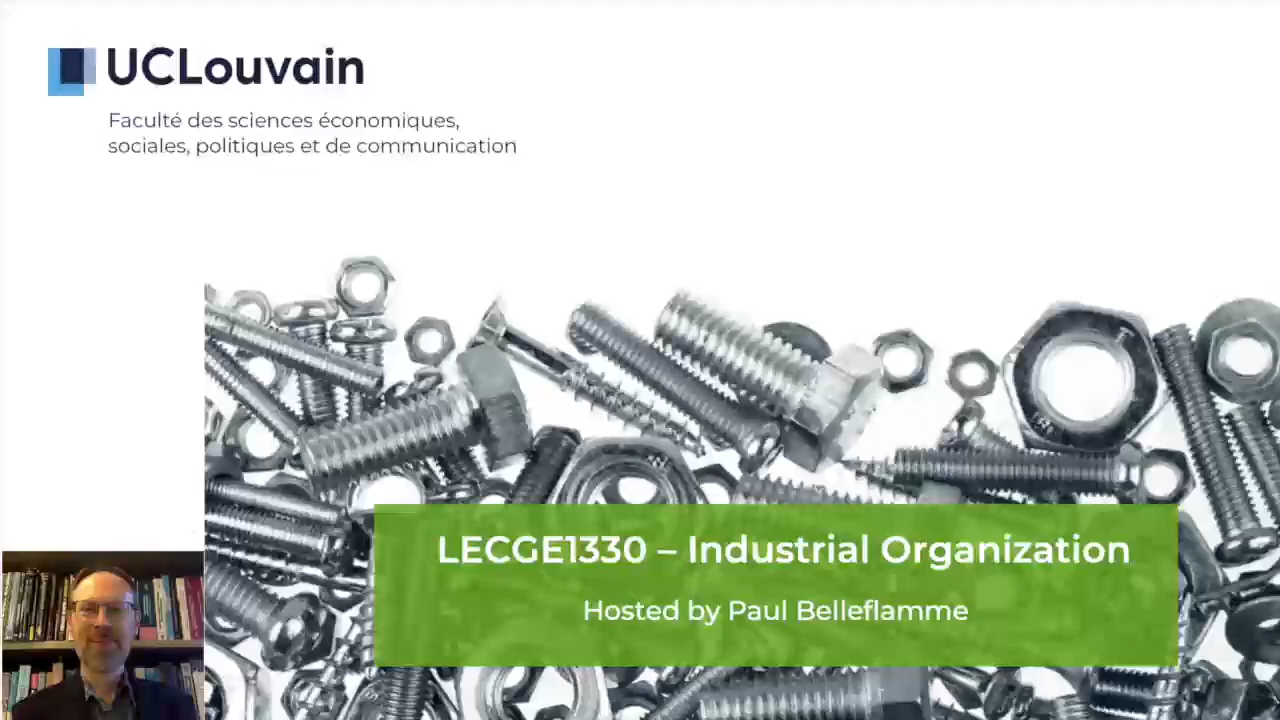 UCLouvain
Faculté des sciences économiques,
sociales, politiques et de communication
LECGE1330 – Industrial Organization
Hosted by Paul Belleflamme